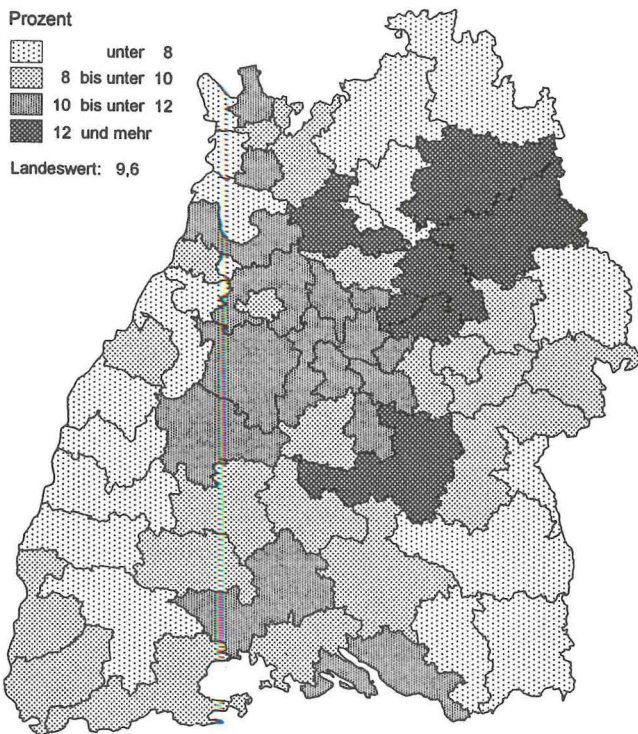 Prozent
unter 8
8 bis unter 10
10 bis unter 12
12 und mehr
Landeswert: 9,6